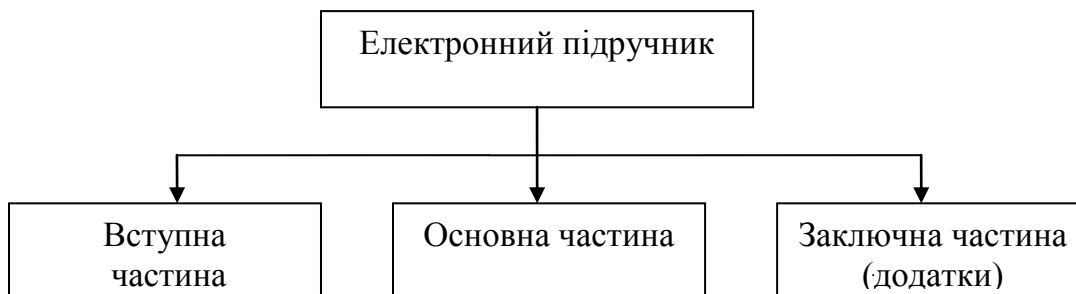 Електронний підручник
Вступна
частина
Основна частина
Заключна частина
(додатки)